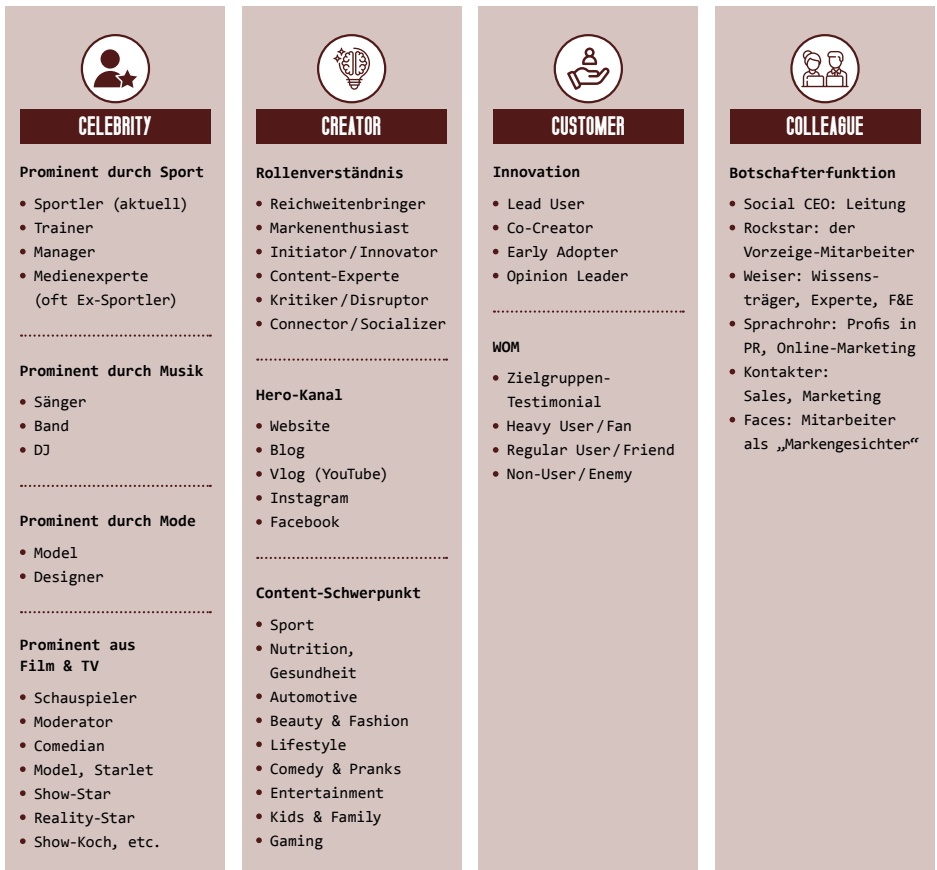 CELEBRITY
Prominent durch Sport
• Sportler (aktuell)
• Trainer
• Manager
• Medienexperte
(oft Ex-Sportler)
Prominent durch Musik
• Sänger
• Band
• DJ
Prominent durch Mode
• Model
• Designer
Prominent aus
Film & TV
• Schauspieler
• Moderator
• Comedian
• Model, Starlet
• Show-Star
• Reality-Star
• Show-Koch, etc.
CREATOR
Rollenverständnis
• Reichweitenbringer
• Markenenthusiast
• Initiator/Innovator
• Content-Experte
• Kritiker/Disruptor
• Connector/Socializer
Hero-Kanal
• Website
• Blog
• Vlog (YouTube)
• Instagram
• Facebook
Content-Schwerpunkt
• Sport
• Nutrition,
Gesundheit
• Automotive
• Beauty & Fashion
• Lifestyle
• Comedy & Pranks
• Entertainment
• Kids & Family
• Gaming
CUSTOMER
Innovation
• Lead User
• Co-Creator
• Early Adopter
• Opinion Leader
WOM
• Zielgruppen-
Testimonial
• Heavy User/Fan
• Regular User/Friend
• Non-User/Enemy
COLLEAGUE
Botschafterfunktion
• Social CEO: Leitung
• Rockstar: der
Vorzeige-Mitarbeiter
• Weiser: Wissens-
träger, Experte, F&E
• Sprachrohr: Profis in
PR, Online-Marketing
• Kontakter:
Sales, Marketing
• Faces: Mitarbeiter
als „Markengesichter“